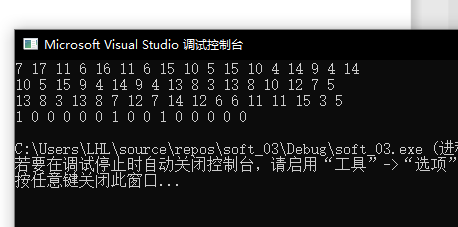 Microsoft Visual Studio 调试控制台
7 17 11 6 16 11 6 15 10 5 15 10 4 14 9 4 14
10 5 15 9 4 14 9 4 13 8 3 13 8 10 12 7 5
13 8 3 13 8 7 12 7 14 12 6 6 11 11 15 3 5
1 0 0 0 0 0 1 0 0 1 0 0 0 0 0
C:\Users\LHL\source\repos\soft_03\Debug\soft_03.exe (进
若要在调试停止时自动关闭控制台，请启用“工具”->“选项”
按任意键关闭此窗口...